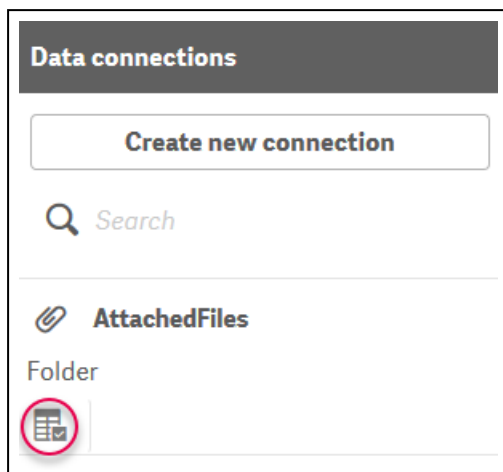 Data connections
Create new connection
Search
AttachedFiles
Folder